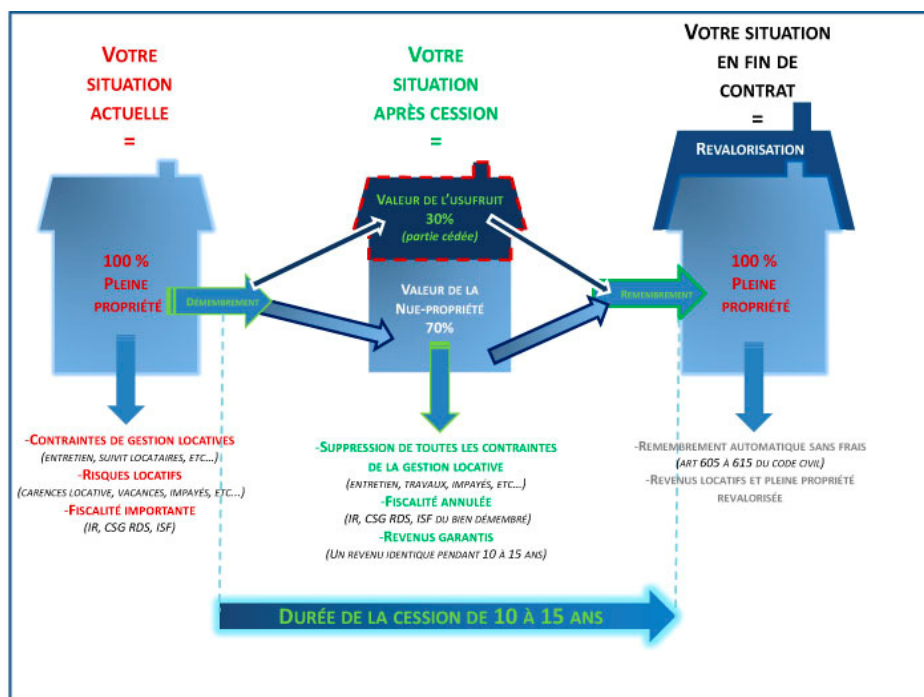 VOTRE
SITUATION
ACTUELLE
=
100 %
PLEINE
PROPRIÉTÉ
DÉMEMBREMENT
-CONTRAINTES DE GESTION LOCATIVES
(ENTRETIEN, SUIVIT LOCATAIRES, ETC...)
-RISQUES LOCATIFS
(CARENCES LOCATIVE, VACANCES, IMPAYÉS, ETC...)
-FISCALITÉ IMPORTANTE
(IR, CSG RDS, ISF)
VOTRE
SITUATION
APRÈS CESSION
=
VALEUR DE L'USUFRUIT
30%
(partie cédée)
VALEUR DE LA
NUE-PROPRIÉTÉ
70%
-SUPPRESSION DE TOUTES LES CONTRAINTES
DE LA GESTION LOCATIVE
(ENTRETIEN, TRAVAUX, IMPAYÉS, ETC...)
-FISCALITÉ ANNULÉE
(IR, CSG RDS, ISF DU BIEN DÉMEMBRÉ)
-REVENUS GARANTIS
(UN REVENU IDENTIQUE PENDANT 10 À 15 ANS)
VOTRE SITUATION
EN FIN DE
CONTRAT
=
REVALORISATION
REMEMBREMENT
100 %
PLEINE
PROPRIÉTÉ
-REMEMBREMENT AUTOMATIQUE SANS FRAIS
(ART 605 À 615 DU CODE CIVIL)
-REVENUS LOCATIFS ET PLEINE PROPRIÉTÉ
REVALORISÉE
DURÉE DE LA CESSION DE 10 À 15 ANS